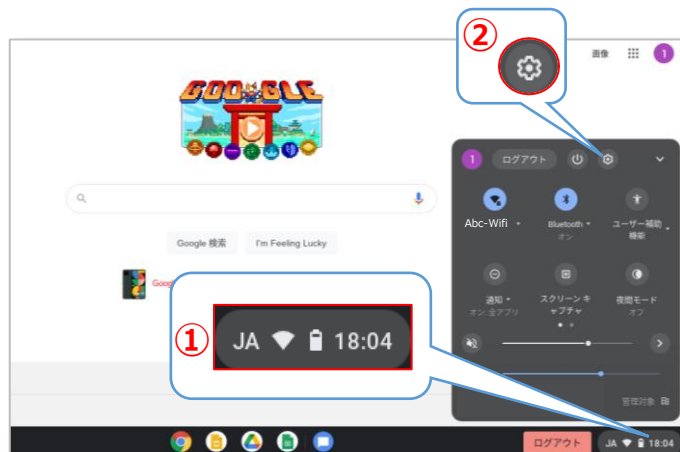 ②
画像
1
GOOGLE
1
ログアウト
Abc-Wifi
Bluetooth
オン
ユーザー補助
機能
Google 検索
I'm Feeling Lucky
通知
オン: 全アプリ
スクリーン キ
ャプチャ
夜間モード
オフ
Goog
①
JA 18:04
管理対象
ログアウト
JA 18:04